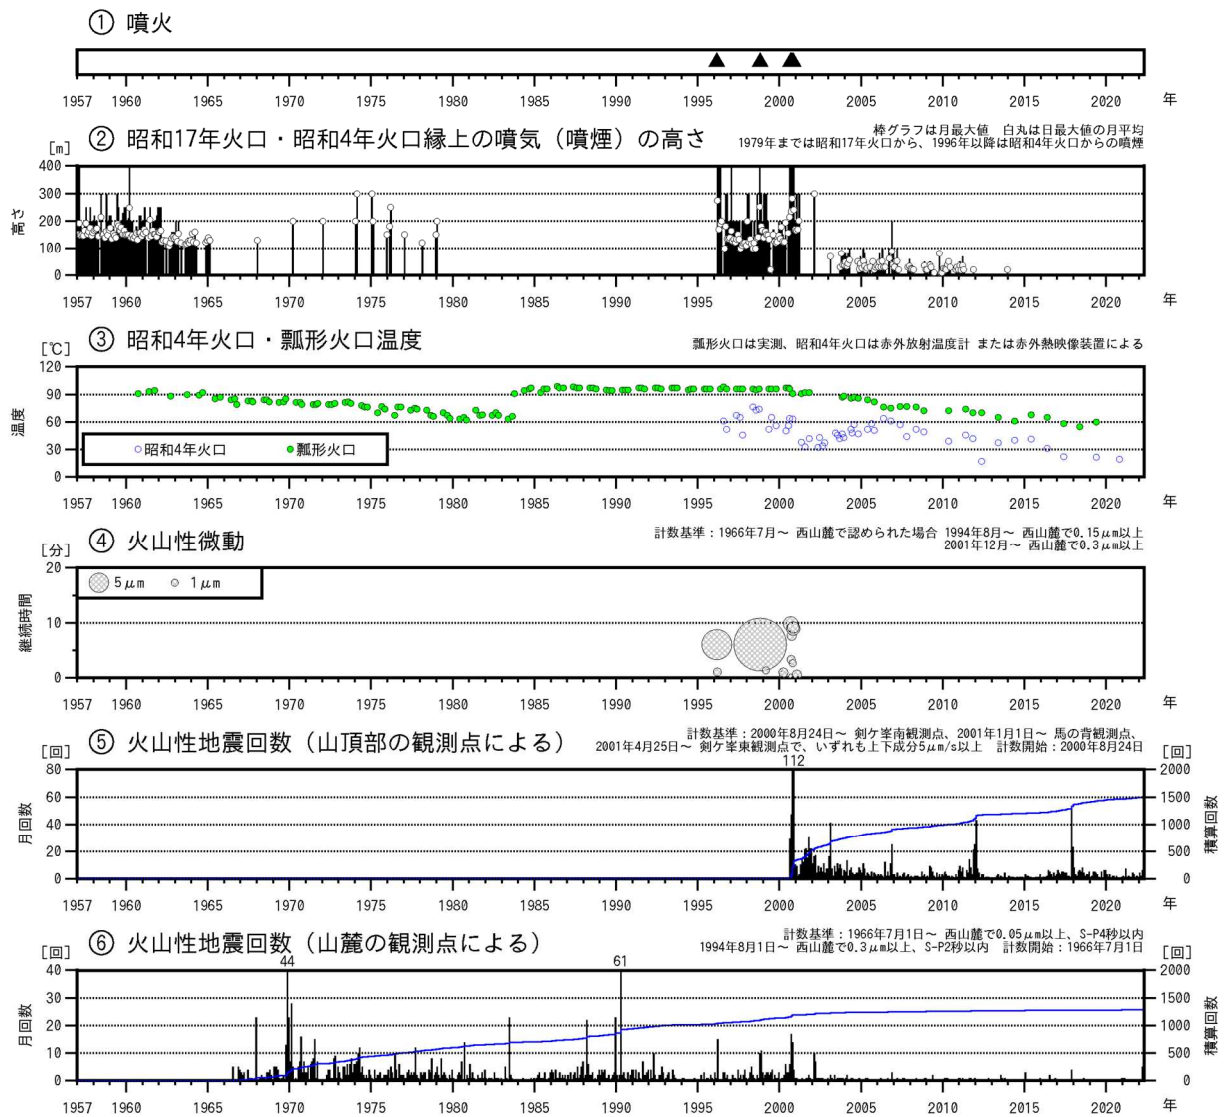 ① 噴火
1957 1960 1965 1970 1975 1980 1985 1990 1995 2000 2005 2010 2015 2020 年
② 昭和17年火口・昭和4年火口縁上の噴気（噴煙）の高さ
棒グラフは月最大値　白丸は日最大値の月平均
1979年までは昭和17年火口から、1996年以降は昭和4年火口からの噴煙
[m]
高さ
400
300
200
100
0
1957 1960 1965 1970 1975 1980 1985 1990 1995 2000 2005 2010 2015 2020 年
③ 昭和4年火口・瓢形火口温度
瓢形火口は実測、昭和4年火口は赤外放射温度計 または赤外熱映像装置による
[℃]
温度
120
90
60
30
0
昭和4年火口 瓢形火口
1957 1960 1965 1970 1975 1980 1985 1990 1995 2000 2005 2010 2015 2020 年
④ 火山性微動
計数基準：1966年7月～ 西山麓で認められた場合 1994年8月～ 西山麓で0.15μm以上
2001年12月～ 西山麓で0.3μm以上
[分]
継続時間
20
10
0
5μm 1μm
1957 1960 1965 1970 1975 1980 1985 1990 1995 2000 2005 2010 2015 2020 年
⑤ 火山性地震回数（山頂部の観測点による）
計数基準：2000年8月24日～ 剣ケ峯南観測点、2001年1月1日～ 馬の背観測点、
2001年4月25日～ 剣ケ峯東観測点で、いずれも上下成分5μm/s以上　計数開始：2000年8月24日
[回]
月回数
80
60
40
20
0
112
[回]
積算回数
2000
1500
1000
500
0
1957 1960 1965 1970 1975 1980 1985 1990 1995 2000 2005 2010 2015 2020 年
⑥ 火山性地震回数（山麓の観測点による）
計数基準：1966年7月1日～ 西山麓で0.05μm以上、S-P4秒以内
1994年8月1日～ 西山麓で0.3μm以上、S-P2秒以内　計数開始：1966年7月1日
[回]
月回数
40
30
20
10
0
44
61
[回]
積算回数
2000
1500
1000
500
0
1957 1960 1965 1970 1975 1980 1985 1990 1995 2000 2005 2010 2015 2020 年